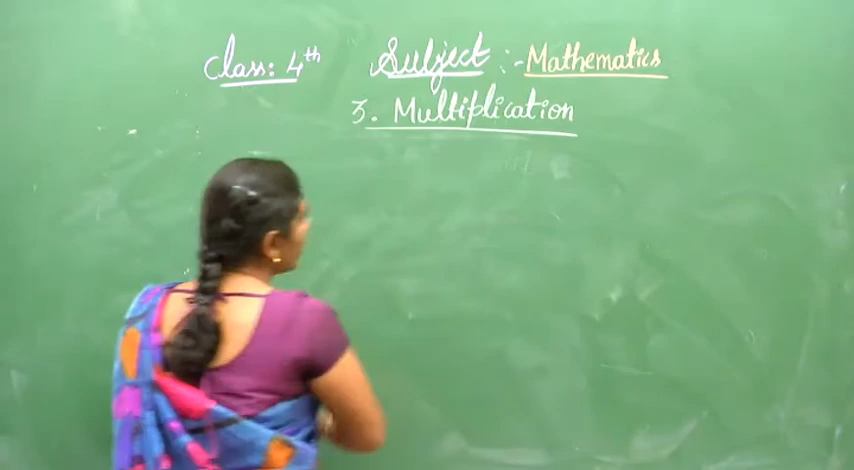 Class: 4th Subject :- Mathematics
3. Multiplication